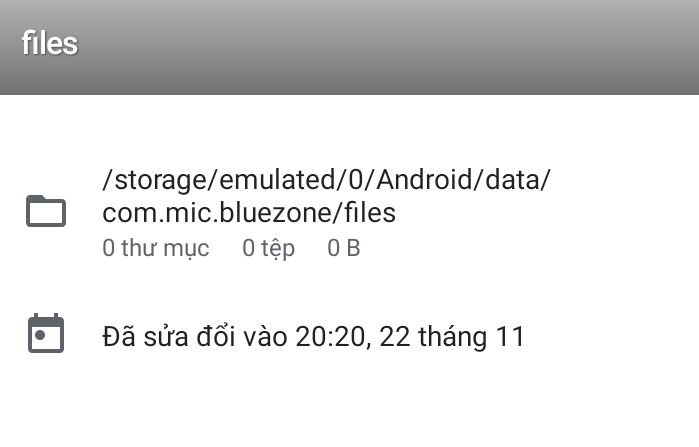 files
/storage/emulated/0/Android/data/
com.mic.bluezone/files
0 thư mục 0 tệp 0 B
Đã sửa đổi vào 20:20, 22 tháng 11